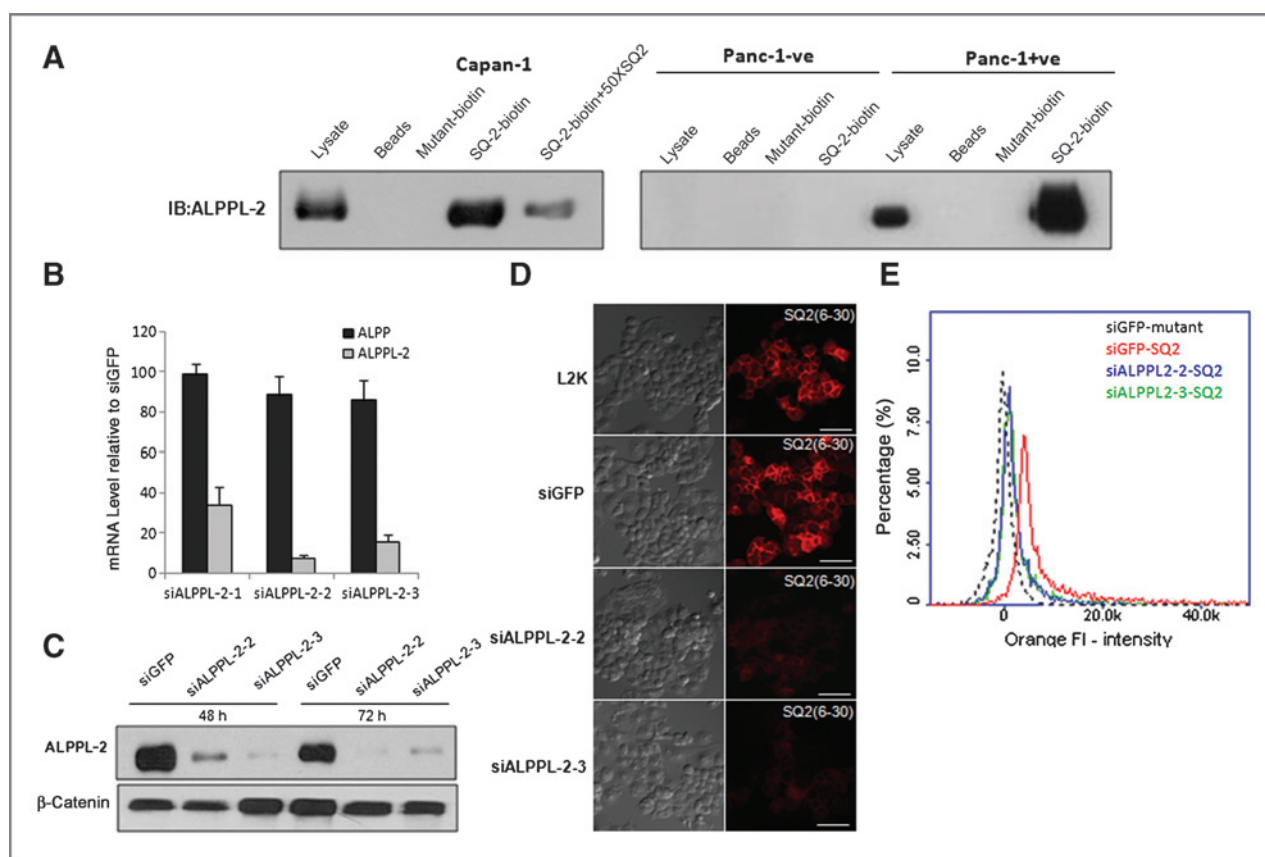 A
Capan-1
Panc-1-ve
Panc-1+ve
Lysate
Beads
Mutant-biotin
SQ-2-biotin
SQ-2-biotin+50XSQ2
Lysate
Beads
Mutant-biotin
SQ-2-biotin
Lysate
Beads
Mutant-biotin
SQ-2-biotin
IB:ALPPL-2
B
mRNA Level relative to siGFP
120
100
80
60
40
20
0
ALPP
ALPPL-2
siALPPL-2-1
siALPPL-2-2
siALPPL-2-3
C
siGFP
siALPPL-2-2
siALPPL-2-3
siGFP
siALPPL-2-2
siALPPL-2-3
48 h
72 h
ALPPL-2
β-Catenin
D
L2K
SQ2(6-30)
siGFP
SQ2(6-30)
siALPPL-2-2
SQ2(6-30)
siALPPL-2-3
SQ2(6-30)
E
siGFP-mutant
siGFP-SQ2
siALPPL2-2-SQ2
siALPPL2-3-SQ2
Percentage (%)
10.0
7.50
5.00
2.50
0
0
20.0k
40.0k
Orange Fl - intensity